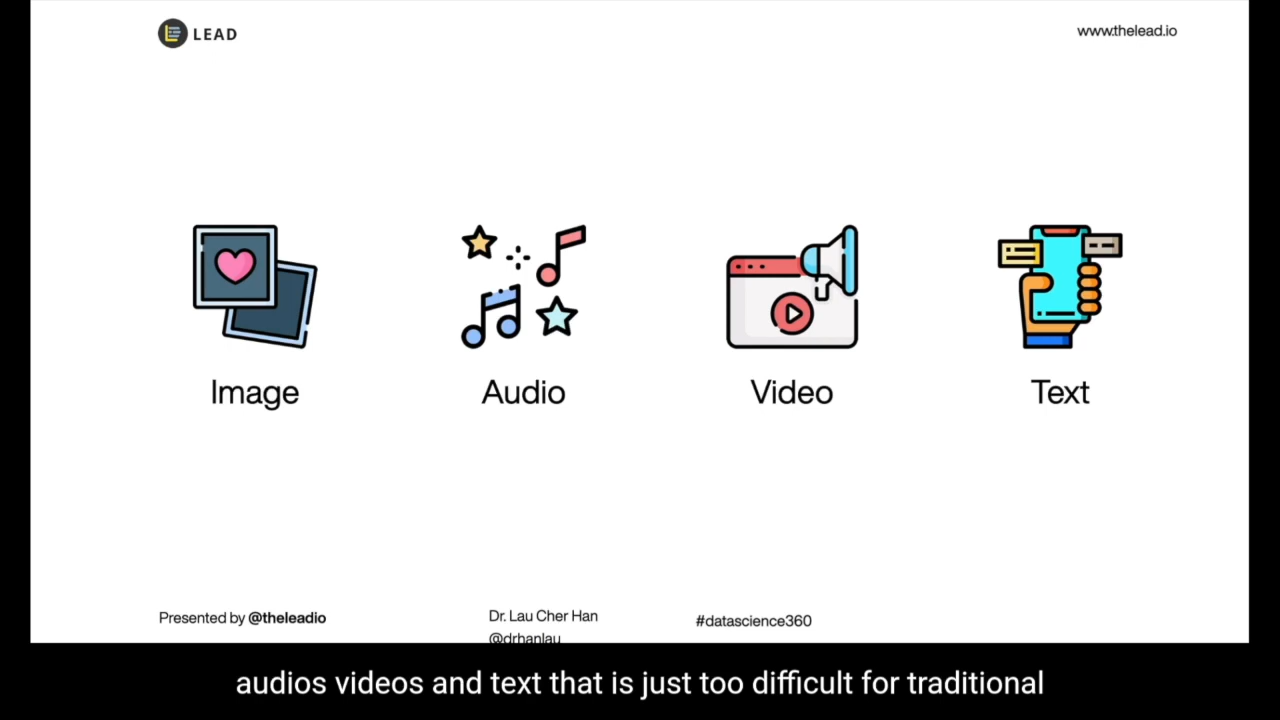 LEAD
www.thelead.io
Image
Audio
Video
Text
Presented by @theleadio
Dr. Lau Cher Han
@drhanlau
#datascience360
audios videos and text that is just too difficult for traditional